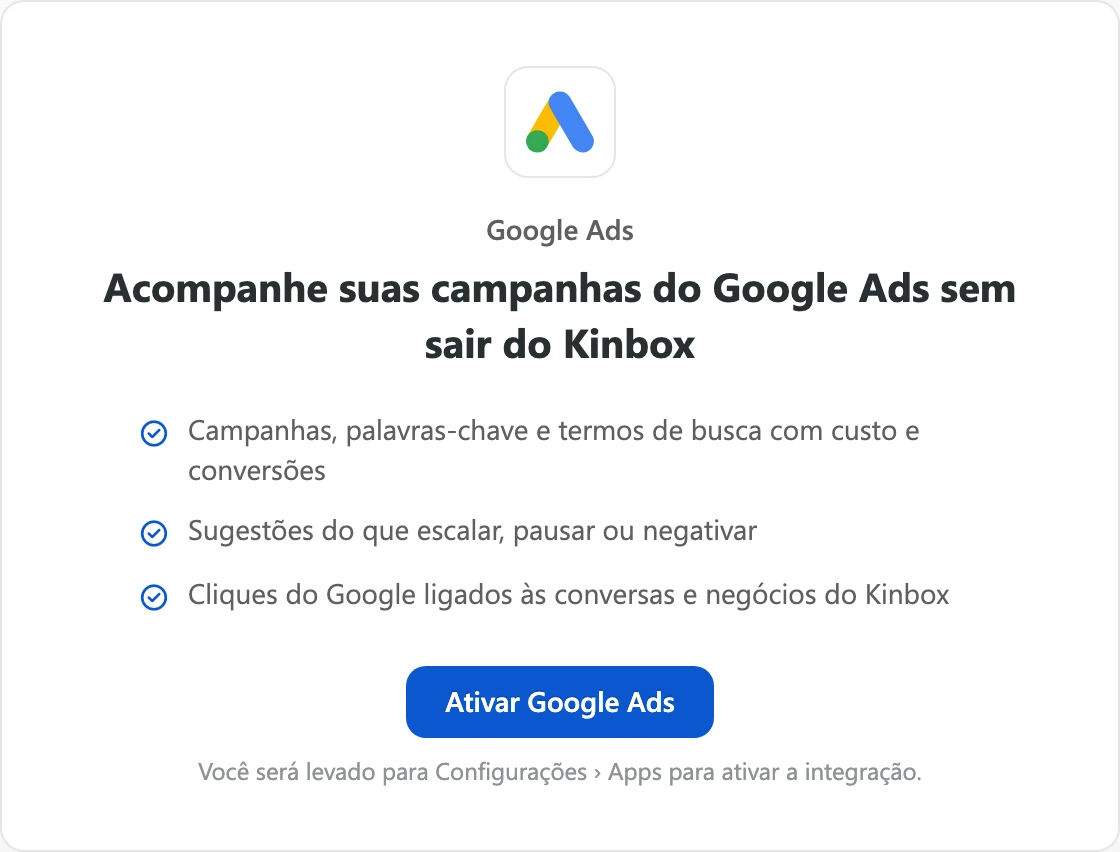 Google Ads
Acompanhe suas campanhas do Google Ads sem
sair do Kinbox
Campanhas, palavras-chave e termos de busca com custo e
conversões
Sugestões do que escalar, pausar ou negativar
Cliques do Google ligados às conversas e negócios do Kinbox
Ativar Google Ads
Você será levado para Configurações › Apps para ativar a integração.